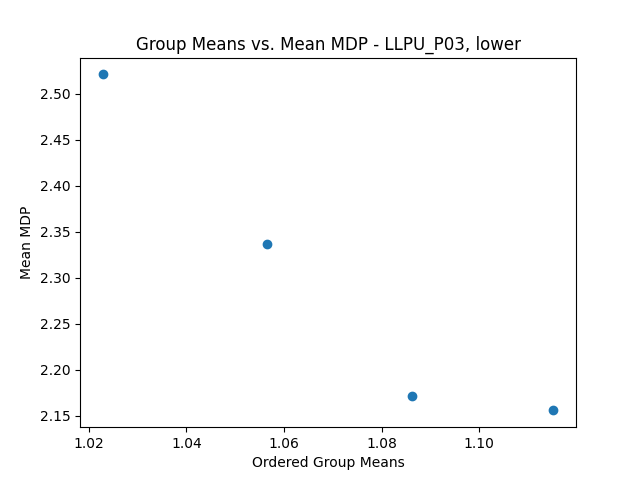 Group Means vs. Mean MDP - LLPU_P03, lower
2.50
2.45
2.40
2.35
2.30
2.25
2.20
2.15
Mean MDP
1.02 1.04 1.06 1.08 1.10
Ordered Group Means